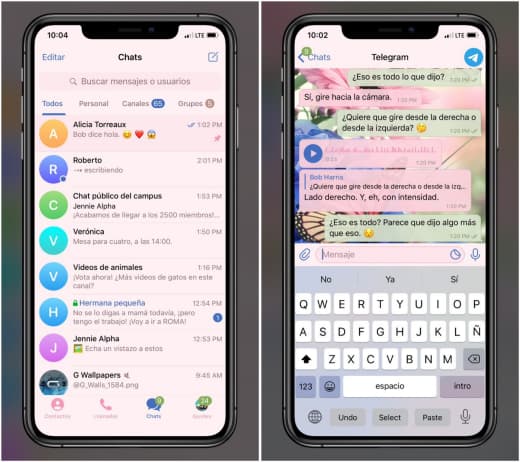 10:04
LTE
Editar
Chats
Buscar mensajes o usuarios
Todos
Personal
Canales 65
Grupos 5
Alicia Torreaux
1:02 PM
Bob dice hola. 😊 ❤️ 😱
Roberto
2:01 PM
escribiendo
Chat público del campus
1:53 PM
Jennie Alpha
¡Acabamos de llegar a los 2500 miembros!...
Verónica
1:50 PM
Mesa para cuatro, a las 14:00.
Videos de animales
1:16 PM
¡Vota ahora! ¿Más videos de gatos en este
canal?
Hermana pequeña
12:54 PM
No se lo digas a mamá todavía, ¡pero
tengo el trabajo! ¡Voy a ir a ROMA!
1
Jennie Alpha
12:53 PM
Echa un vistazo a estos
G Wallpapers
9:45 AM
@G_Walls_1584.png
Contactos
Llamadas
9
Chats
24
Ajustes
10:02
LTE
9
Chats
Telegram
¿Eso es todo lo que dijo?
1:20 PM
Sí, gire hacia la cámara.
1:20 PM
¿Quiere que gire desde la derecha o
desde la izquierda? 🤔
1:20 PM
1:20 PM
Bob Harris
¿Quiere que gire desde la derecha o desde la izq...
Lado derecho. Y, eh, con intensidad.
1:20 PM
¿Eso es todo? Parece que dijo algo más
que eso. 😥
1:20 PM
Mensaje
No
Ya
Sí
Q W E R T Y U I O P
A S D F G H J K L Ñ
Z X C V B N M
123
espacio
intro
Undo
Select
Paste